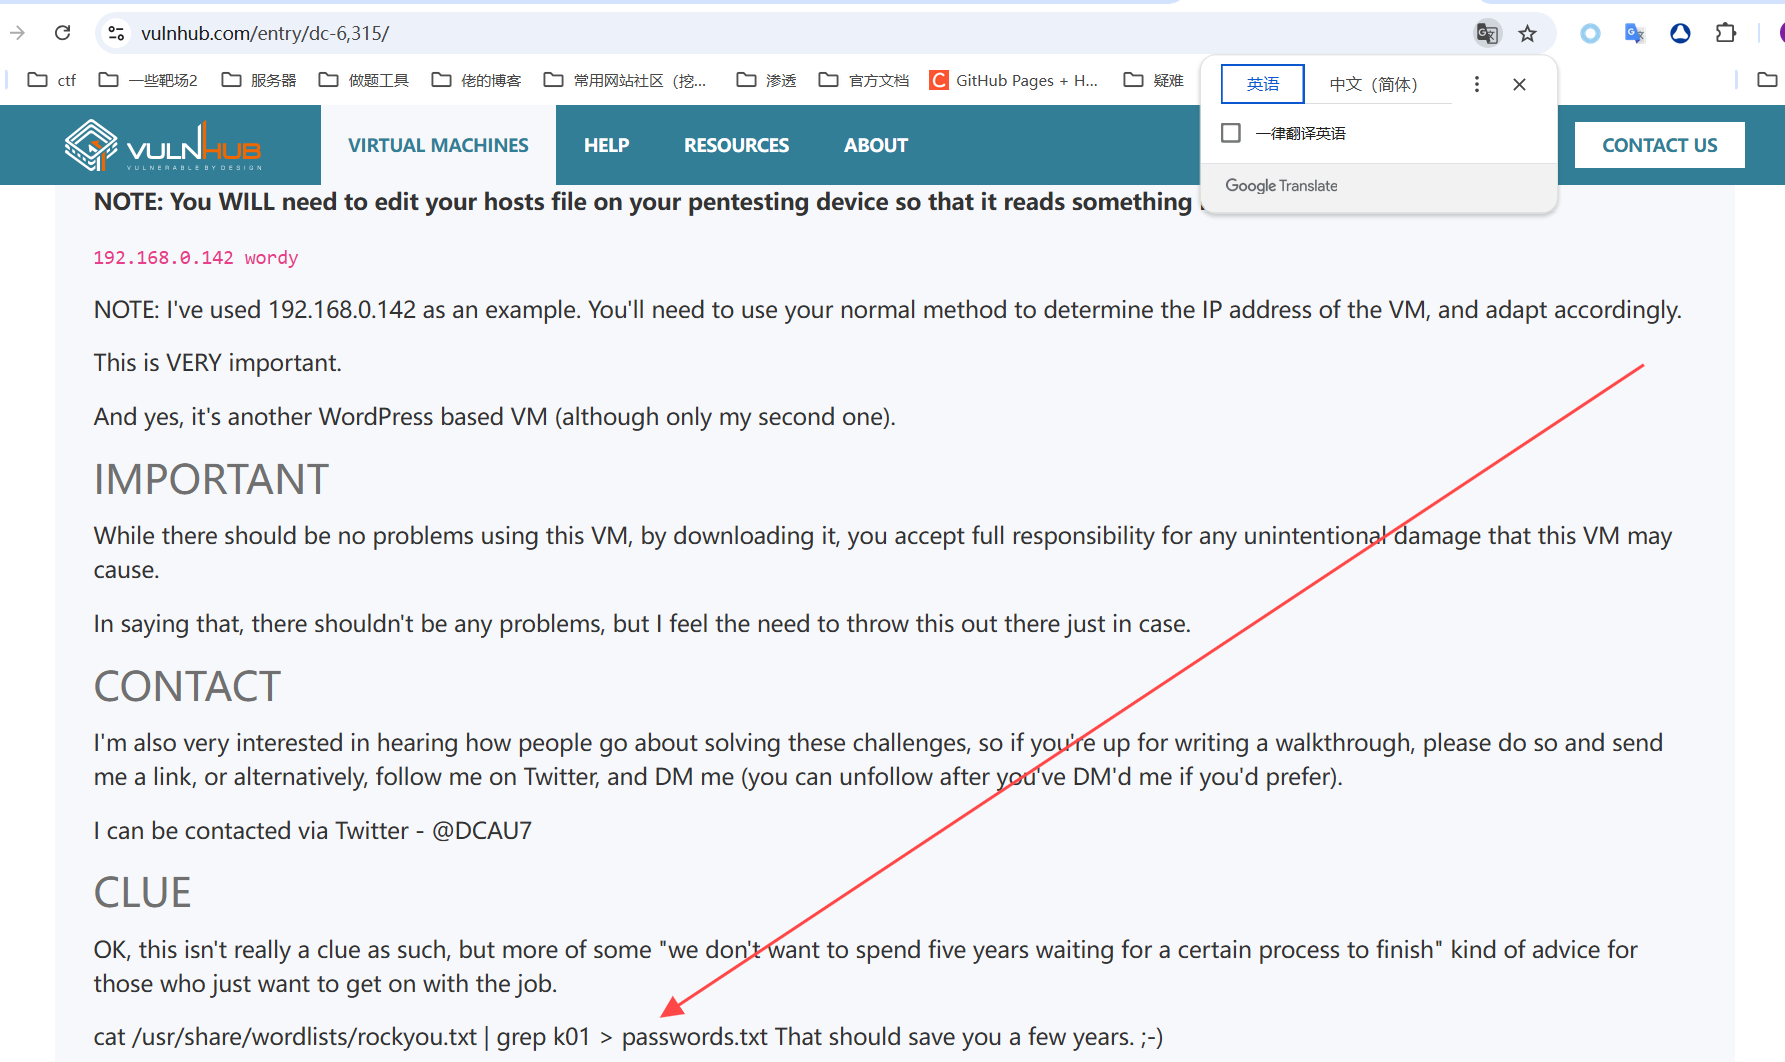 vulnhub.com/entry/dc-6,315/
ctf 一些靶场2 服务器 做题工具 佬的博客 常用网站社区（挖... 渗透 官方文档 GitHub Pages + H... 疑难
英语 中文（简体）
一律翻译英语
Google Translate
VULNHUB
VULNERABLE BY DESIGN
VIRTUAL MACHINES HELP RESOURCES ABOUT CONTACT US
NOTE: You WILL need to edit your hosts file on your pentesting device so that it reads something
192.168.0.142 wordy
NOTE: I've used 192.168.0.142 as an example. You'll need to use your normal method to determine the IP address of the VM, and adapt accordingly.
This is VERY important.
And yes, it's another WordPress based VM (although only my second one).
IMPORTANT
While there should be no problems using this VM, by downloading it, you accept full responsibility for any unintentional damage that this VM may
cause.
In saying that, there shouldn't be any problems, but I feel the need to throw this out there just in case.
CONTACT
I'm also very interested in hearing how people go about solving these challenges, so if you're up for writing a walkthrough, please do so and send
me a link, or alternatively, follow me on Twitter, and DM me (you can unfollow after you've DM'd me if you'd prefer).
I can be contacted via Twitter - @DCAU7
CLUE
OK, this isn't really a clue as such, but more of some "we don't want to spend five years waiting for a certain process to finish" kind of advice for
those who just want to get on with the job.
cat /usr/share/wordlists/rockyou.txt | grep k01 > passwords.txt That should save you a few years. ;-)